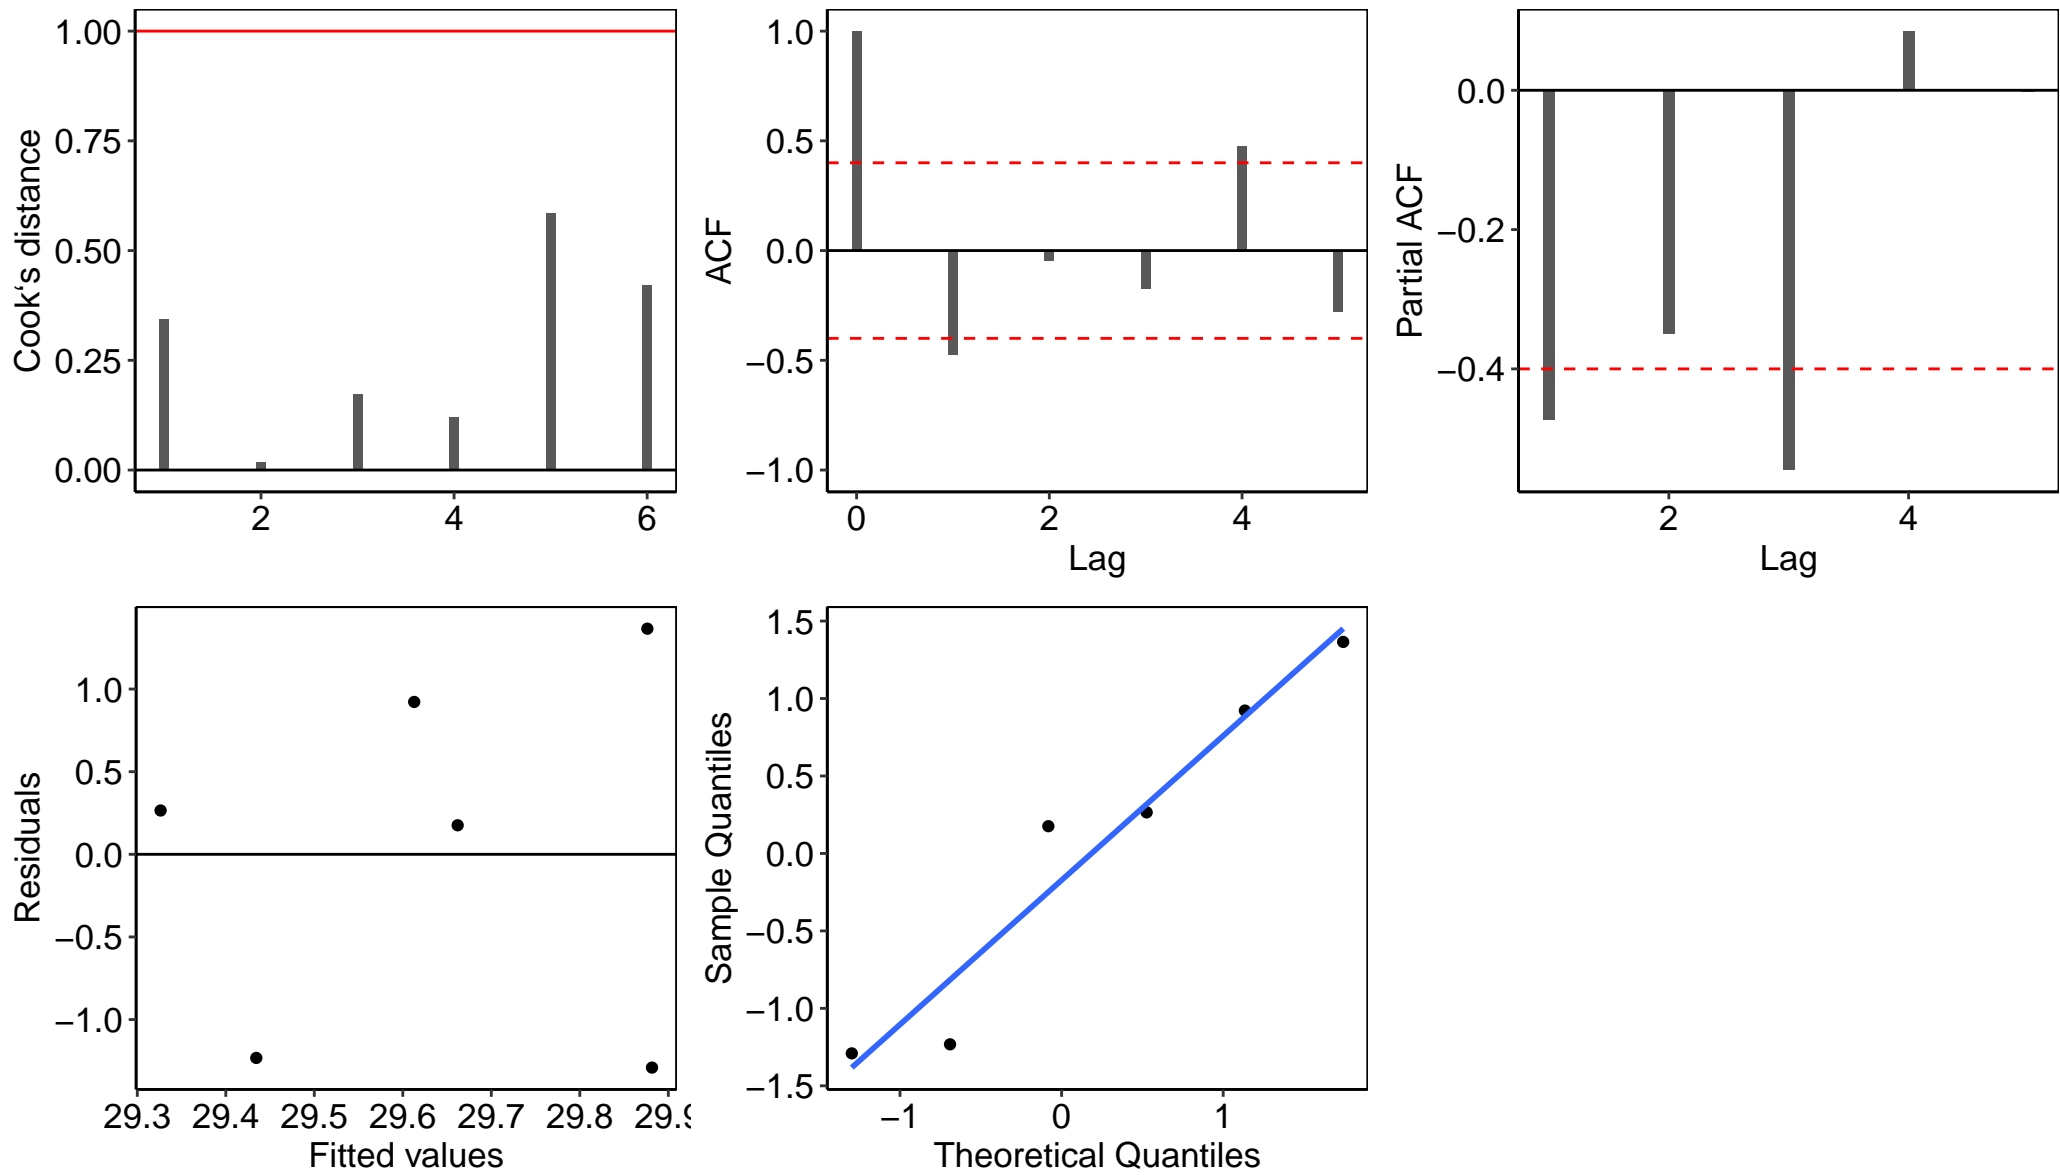 Cook‘s distance
1.00
0.75
0.50
0.25
0.00
2 4 6
ACF
1.0
0.5
0.0
−0.5
−1.0
0 2 4
Lag
Partial ACF
0.0
−0.2
−0.4
2 4
Lag
Residuals
1.0
0.5
0.0
−0.5
−1.0
29.3 29.4 29.5 29.6 29.7 29.8 29.9
Fitted values
Sample Quantiles
1.5
1.0
0.5
0.0
−0.5
−1.0
−1.5
−1 0 1
Theoretical Quantiles